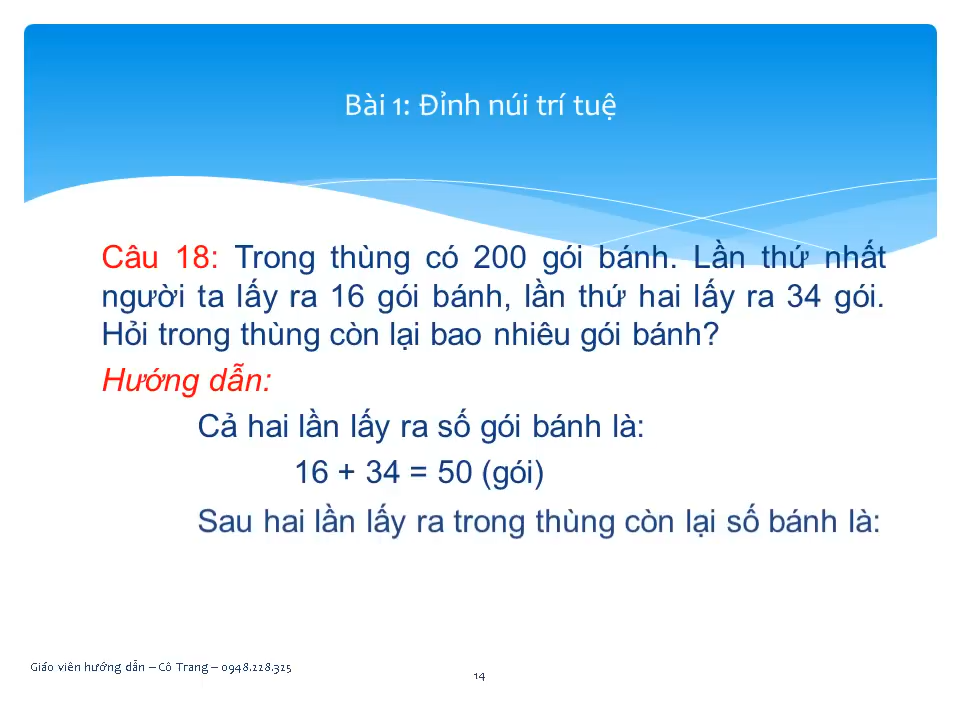 Bài 1: Đỉnh núi trí tuệ
Câu 18: Trong thùng có 200 gói bánh. Lần thứ nhất
người ta lấy ra 16 gói bánh, lần thứ hai lấy ra 34 gói.
Hỏi trong thùng còn lại bao nhiêu gói bánh?
Hướng dẫn:
Cả hai lần lấy ra số gói bánh là:
16 + 34 = 50 (gói)
Sau hai lần lấy ra trong thùng còn lại số bánh là:
Giáo viên hướng dẫn – Cô Trang – 0948.228.325
14